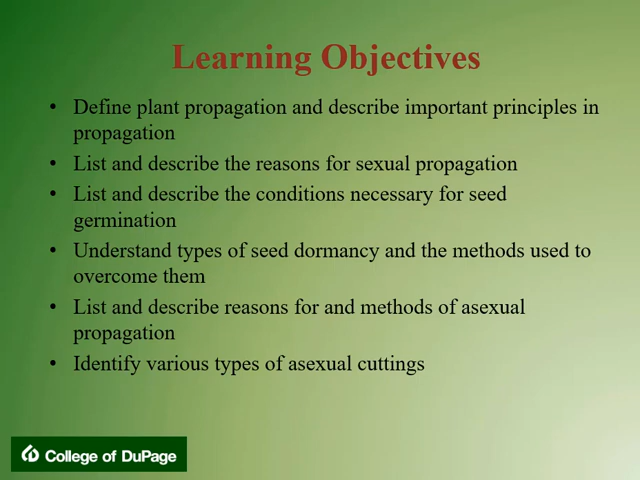 Learning Objectives
• Define plant propagation and describe important principles in
propagation
• List and describe the reasons for sexual propagation
• List and describe the conditions necessary for seed
germination
• Understand types of seed dormancy and the methods used to
overcome them
• List and describe reasons for and methods of asexual
propagation
• Identify various types of asexual cuttings
College of DuPage